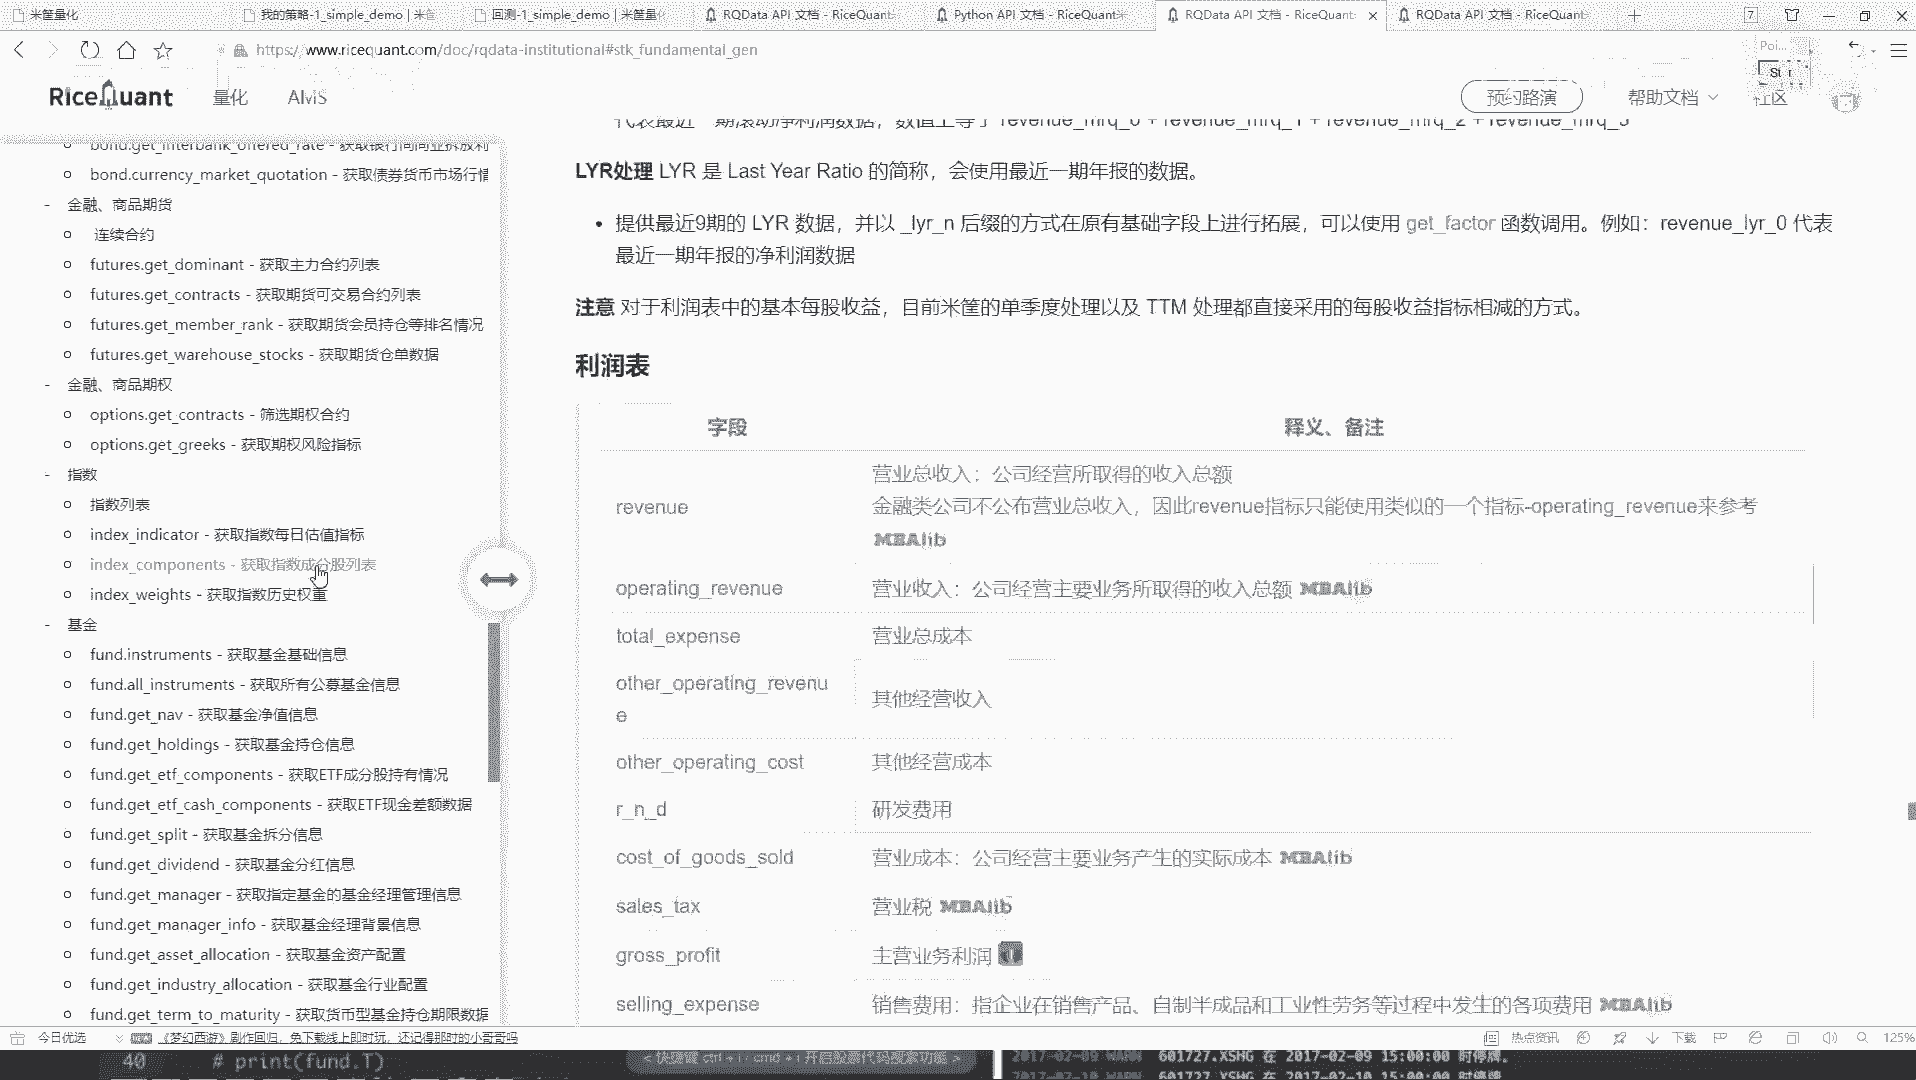 米筐量化
我的策略-1_simple_demo | 米筐
回测-1_simple_demo | 米筐量化
RQData API 文档 - RiceQuant
Python API 文档 - RiceQuant米
RQData API 文档 - RiceQuant
RQData API 文档 - RiceQuant
7
https://www.ricequant.com/doc/rqdata-institutional#stk_fundamental_gen
RiceQuant
量化
AMS
预约路演
帮助文档
社区
代表最近一期滚动净利润数据，数值上等于 revenue_mrq_0 + revenue_mrq_1 + revenue_mrq_2 + revenue_mrq_3
bond.get_interbank_offered_rate - 获取银行间同业拆放利
bond.currency_market_quotation - 获取债券货币市场行情
- 金融、商品期货
连续合约
futures.get_dominant - 获取主力合约列表
futures.get_contracts - 获取期货可交易合约列表
futures.get_member_rank - 获取期货会员持仓等排名情况
futures.get_warehouse_stocks - 获取期货仓单数据
- 金融、商品期权
options.get_contracts - 筛选期权合约
options.get_greeks - 获取期权风险指标
- 指数
指数列表
index_indicator - 获取指数每日估值指标
index_components - 获取指数成分股列表
index_weights - 获取指数历史权重
- 基金
fund.instruments - 获取基金基础信息
fund.all_instruments - 获取所有公募基金信息
fund.get_nav - 获取基金净值信息
fund.get_holdings - 获取基金持仓信息
fund.get_etf_components - 获取ETF成分股持有情况
fund.get_etf_cash_components - 获取ETF现金差额数据
fund.get_split - 获取基金拆分信息
fund.get_dividend - 获取基金分红信息
fund.get_manager - 获取指定基金的基金经理管理信息
fund.get_manager_info - 获取基金经理背景信息
fund.get_asset_allocation - 获取基金资产配置
fund.get_industry_allocation - 获取基金行业配置
fund.get_term_to_maturity - 获取货币型基金持仓期限数据
LYR处理 LYR 是 Last Year Ratio 的简称，会使用最近一期年报的数据。
• 提供最近9期的 LYR 数据，并以 _lyr_n 后缀的方式在原有基础字段上进行拓展，可以使用 get_factor 函数调用。例如：revenue_lyr_0 代表
最近一期年报的净利润数据
注意 对于利润表中的基本每股收益，目前米筐的单季度处理以及 TTM 处理都直接采用的每股收益指标相减的方式。
利润表
字段 释义、备注
营业总收入：公司经营所取得的收入总额
revenue 金融类公司不公布营业总收入，因此revenue指标只能使用类似的一个指标-operating_revenue来参考
MBAlib
operating_revenue 营业收入：公司经营主要业务所取得的收入总额 MBAlib
total_expense 营业总成本
other_operating_revenu
e 其他经营收入
other_operating_cost 其他经营成本
r_n_d 研发费用
cost_of_goods_sold 营业成本：公司经营主要业务产生的实际成本 MBAlib
sales_tax 营业税 MBAlib
gross_profit 主营业务利润
selling_expense 销售费用：指企业在销售产品、自制半成品和工业性劳务等过程中发生的各项费用 MBAlib
今日优选
《梦幻西游》剧作回归，免下载线上即时玩，还记得那时的小哥哥吗
热点资讯
下载
125%
40 # print(fund.T)
2017-02-09 WARN 601727.XSHG 在 2017-02-09 15:00:00 时停牌。
2017-02-10 WARN 601727.XSHG 在 2017-02-10 15:00:00 时停牌。